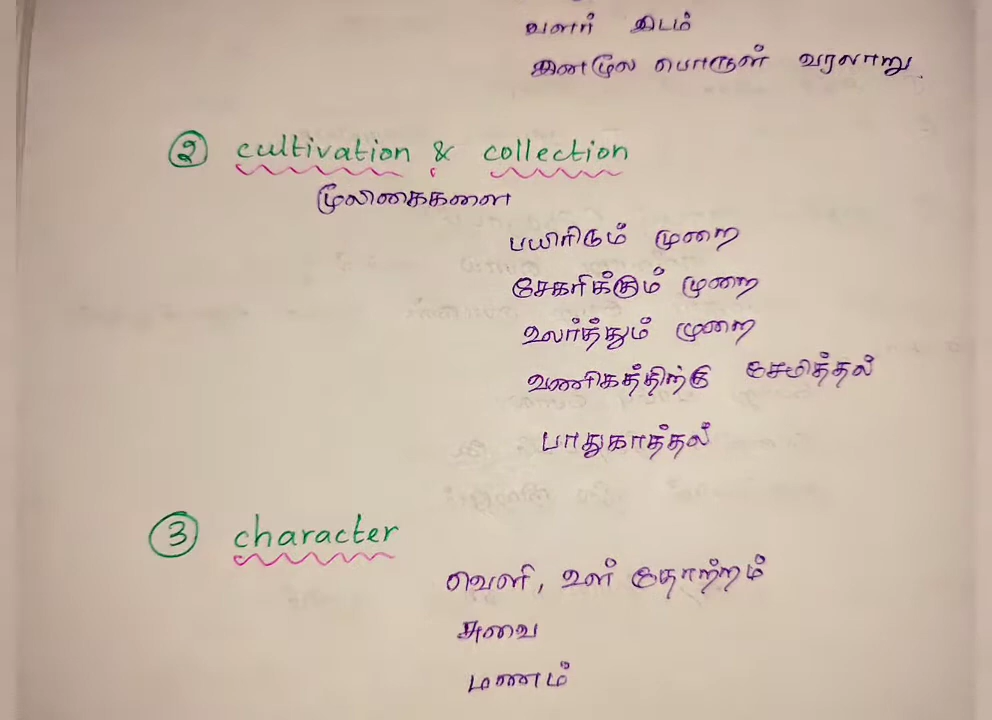 வளர் இடம்
இனமூல பொருள் வரலாறு.
② cultivation & collection
மூலிகைகளை
பயிரிடும் முறை
சேகரிக்கும் முறை
உலர்த்தும் முறை
வணிகத்திற்கு சேமித்தல்
பாதுகாத்தல்
③ character
வெளி, உள் தோற்றம்
சுவை
மணம்